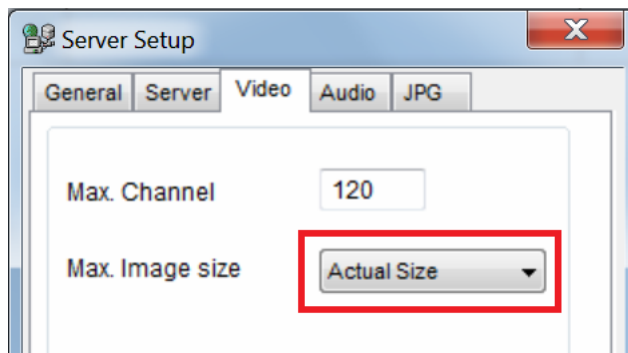 Server Setup
General Server Video Audio JPG
Max. Channel 120
Max. Image size Actual Size